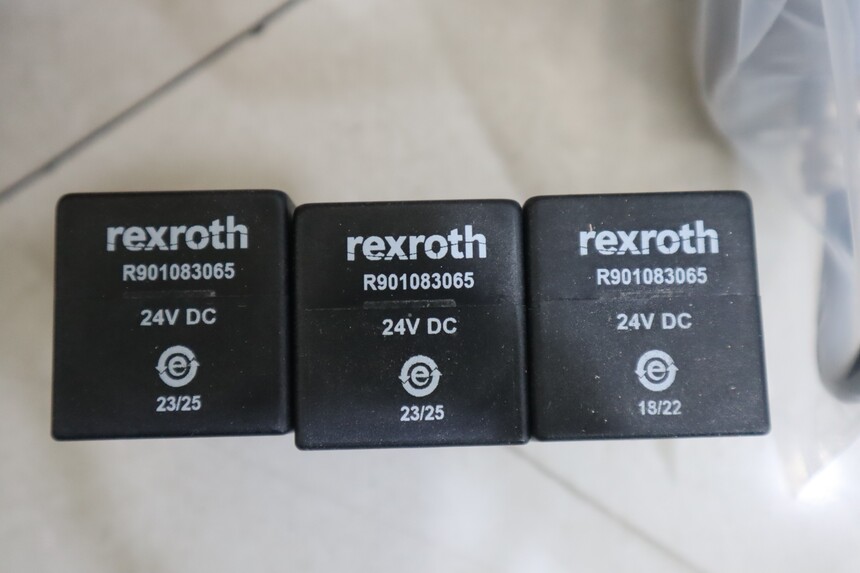 rexroth
R901083065
24V DC
e
23/25
rexroth
R901083065
24V DC
e
23/25
rexroth
R901083065
24V DC
e
18/22